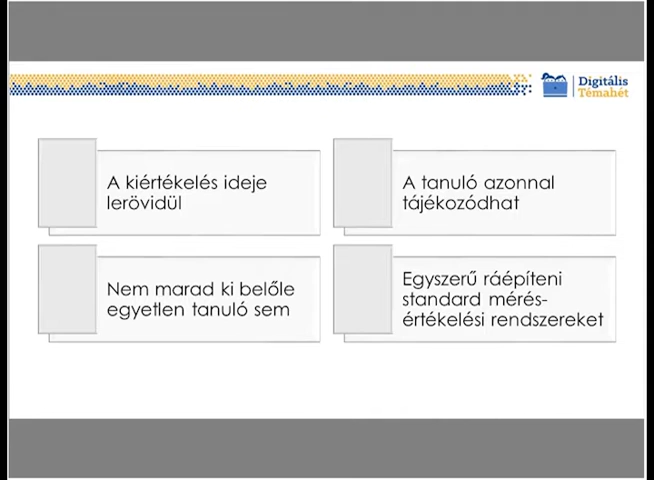 Digitális
Témahét
A kiértékelés ideje
lerövidül
A tanuló azonnal
tájékozódhat
Nem marad ki belőle
egyetlen tanuló sem
Egyszerű ráépíteni
standard mérés-
értékelési rendszereket